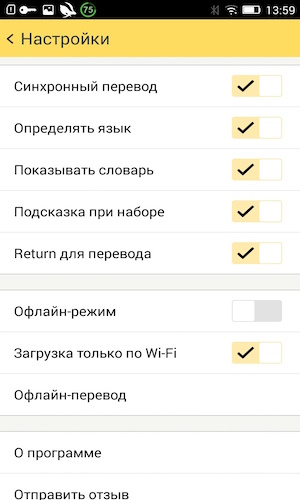 75 13:59
< Настройки
Синхронный перевод
Определять язык
Показывать словарь
Подсказка при наборе
Return для перевода
Офлайн-режим
Загрузка только по Wi-Fi
Офлайн-перевод
О программе
Отправить отзыв